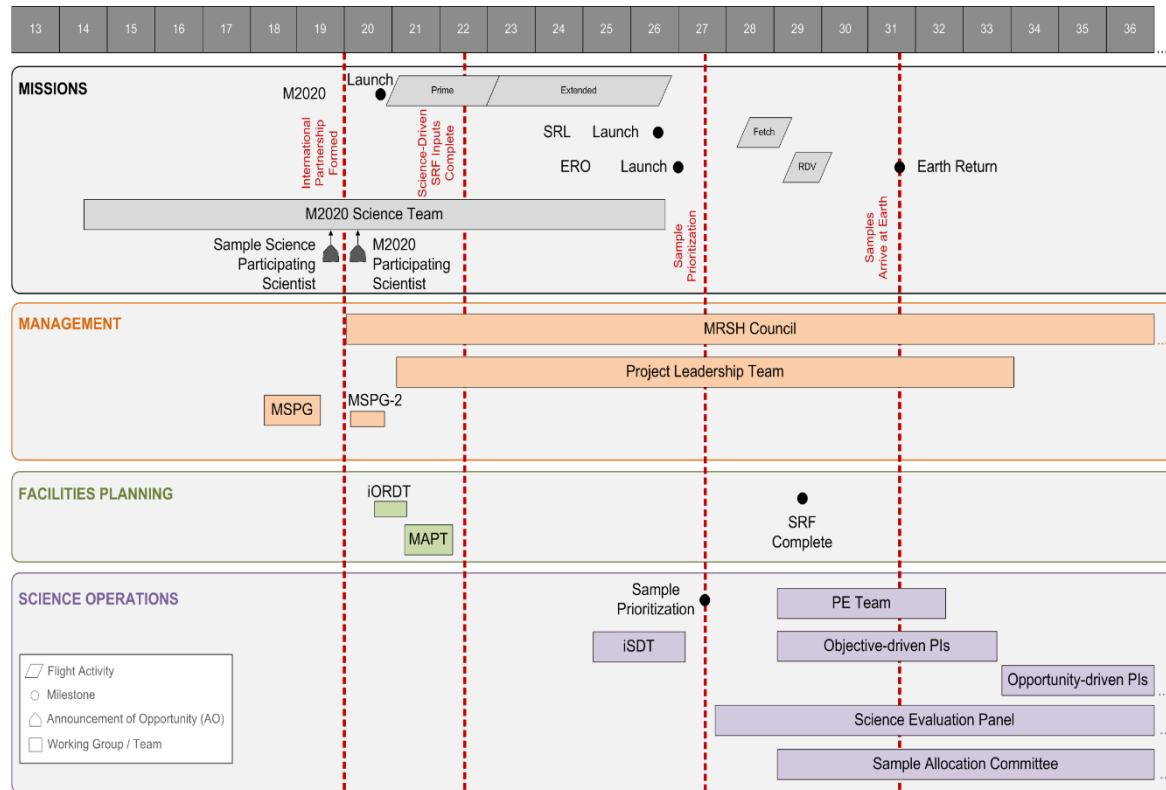 13 14 15 16 17 18 19 20 21 22 23 24 25 26 27 28 29 30 31 32 33 34 35 36
...
MISSIONS
M2020
Launch
Prime
Extended
SRL
Launch
Fetch
ERO
Launch
RDV
Earth Return
International
Partnership
Formed
Science-Driven
SRF Inputs
Complete
Sample
Prioritization
Samples
Arrive at Earth
M2020 Science Team
Sample Science
Participating
Scientist
M2020
Participating
Scientist
MANAGEMENT
MRSH Council
...
Project Leadership Team
MSPG
MSPG-2
FACILITIES PLANNING
iORDT
MAPT
SRF
Complete
SCIENCE OPERATIONS
Sample
Prioritization
PE Team
iSDT
Objective-driven PIs
Opportunity-driven PIs
...
Science Evaluation Panel
...
Sample Allocation Committee
...
Flight Activity
Milestone
Announcement of Opportunity (AO)
Working Group / Team